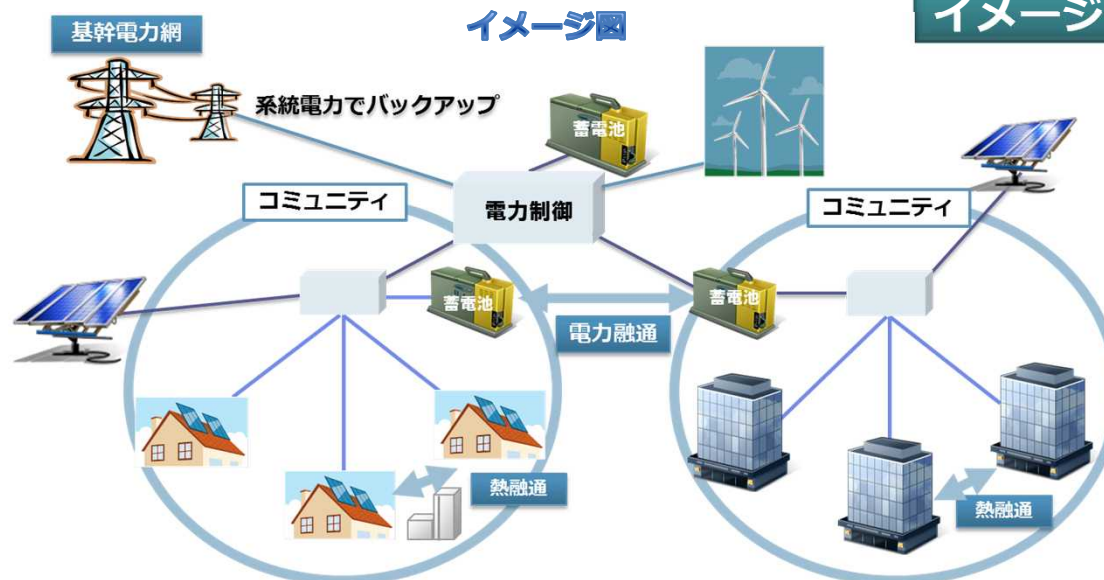 イメージ図
イメージ
基幹電力網
系統電力でバックアップ
蓄電池
コミュニティ
電力制御
コミュニティ
蓄電池
蓄電池
電力融通
熱融通
熱融通